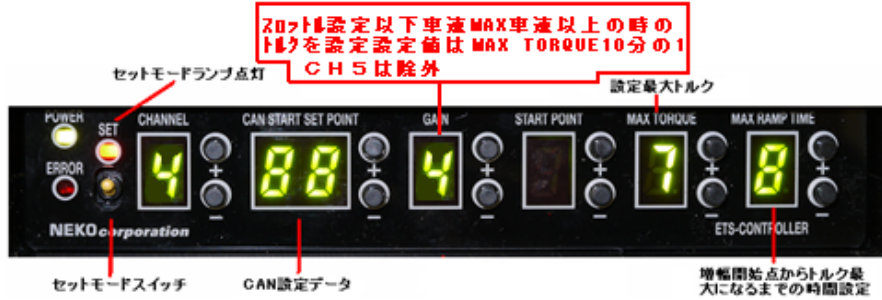 スロットル設定以下車速MAX車速以上の時の
トルクを設定設定値は MAX TORQUE10分の1
CH5は除外
セットモードランプ点灯
設定最大トルク
POWER
SET
CHANNEL
CAN START SET POINT
GAIN
START POINT
MAX TORQUE
MAX RAMP TIME
ERROR
4
88
4
7
8
+
+
+
+
+
−
−
−
−
−
NEKO corporation
ETS-CONTROLLER
セットモードスイッチ
CAN設定データ
増幅開始点からトルク最
大になるまでの時間設定